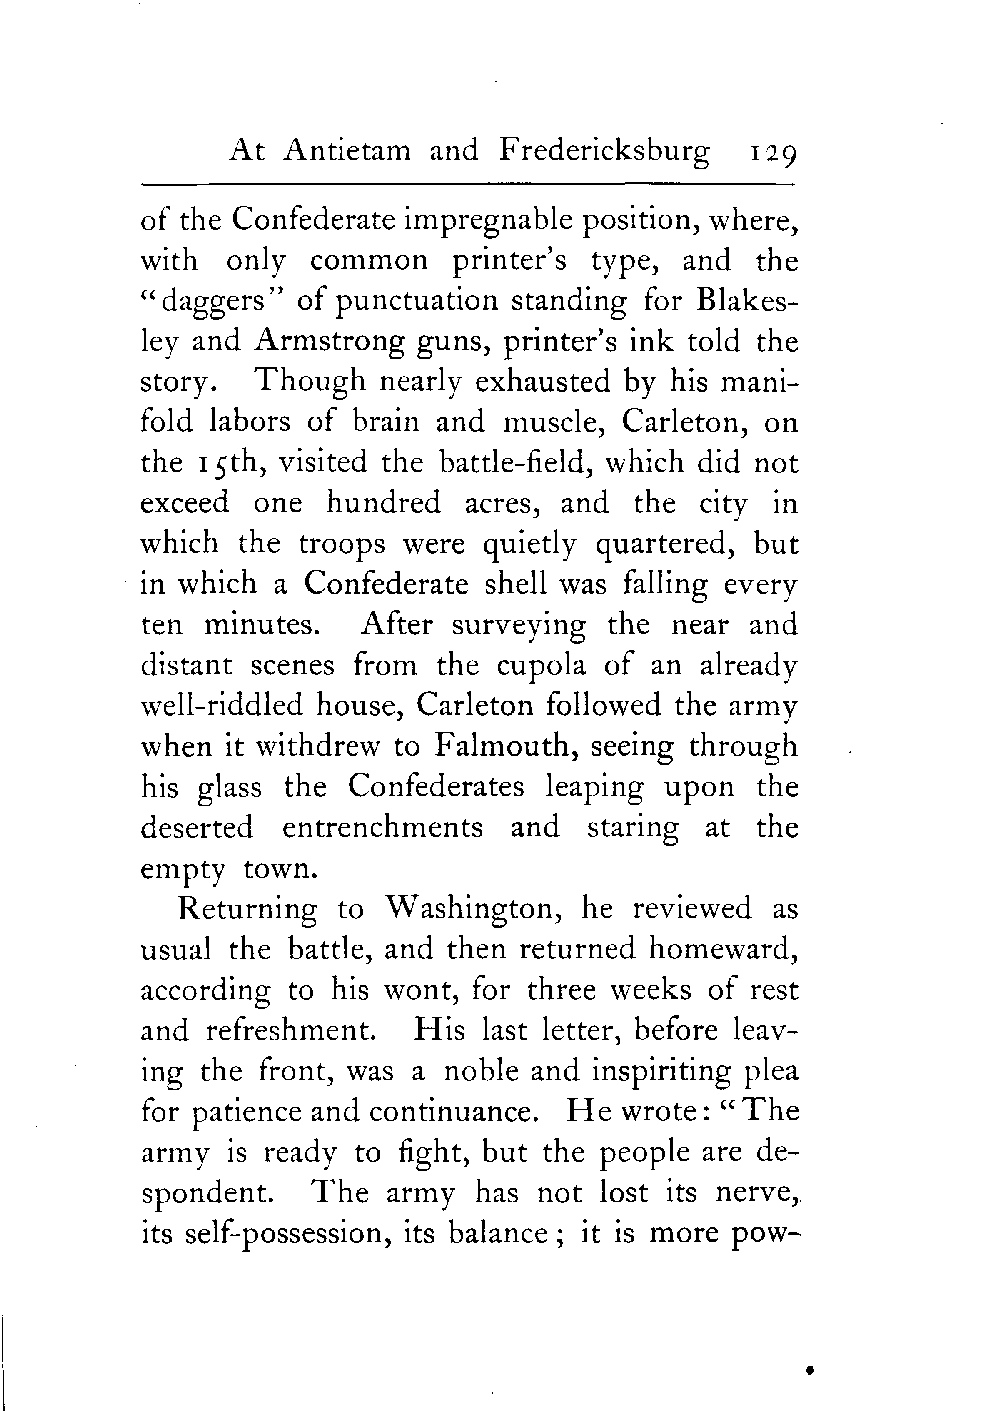 At Antietam and Fredericksburg 129
of the Confederate impregnable position, where,
with only common printer's type, and the
“daggers” of punctuation standing for Blakes-
ley and Armstrong guns, printer's ink told the
story. Though nearly exhausted by his mani-
fold labors of brain and muscle, Carleton, on
the 15th, visited the battle-field, which did not
exceed one hundred acres, and the city in
which the troops were quietly quartered, but
in which a Confederate shell was falling every
ten minutes. After surveying the near and
distant scenes from the cupola of an already
well-riddled house, Carleton followed the army
when it withdrew to Falmouth, seeing through
his glass the Confederates leaping upon the
deserted entrenchments and staring at the
empty town.
Returning to Washington, he reviewed as
usual the battle, and then returned homeward,
according to his wont, for three weeks of rest
and refreshment. His last letter, before leav-
ing the front, was a noble and inspiriting plea
for patience and continuance. He wrote: “The
army is ready to fight, but the people are de-
spondent. The army has not lost its nerve,
its self-possession, its balance; it is more pow-